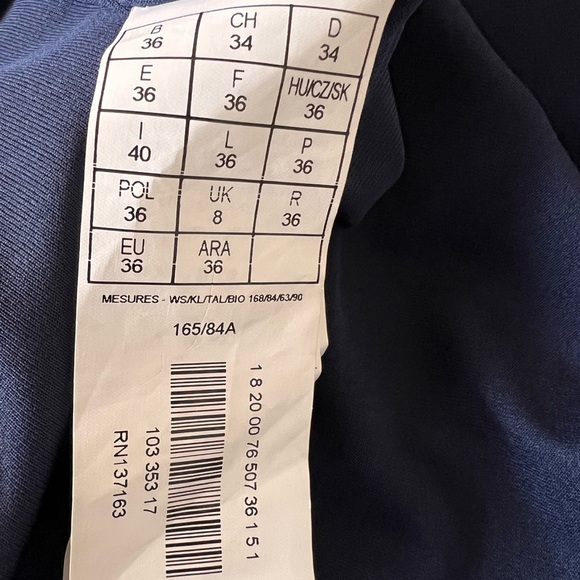 B CH D
36 34 34
E F HU/CZ/SK
36 36 36
I L P
40 36 36
POL UK R
36 8 36
EU ARA
36 36
MESURES - WS/KL/TAL/BIO 168/84/63/90
165/84A
1 8 20 00 76 507 36 1 5 1
103 353 17
RN137163